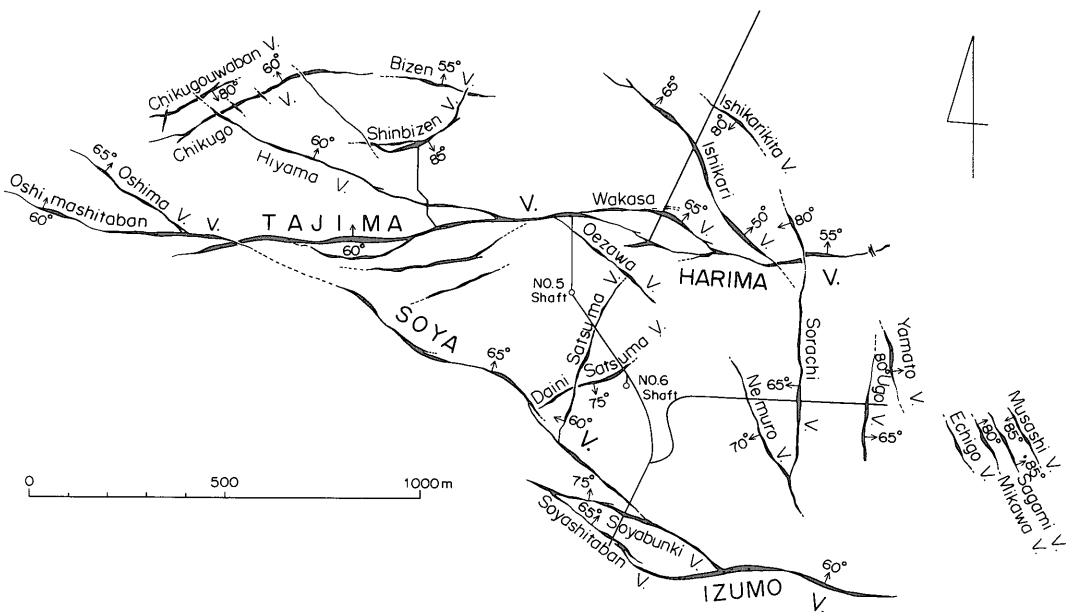 Chikugouwaban V.
80°
60°
Chikugo V.
Bizen V.
55°
Shinbizen
85°
Hiyama V.
60°
65°
Oshima V.
Oshimashitaban V.
60°
TAJIMA V.
60°
Wakasa
65°
Oezawa V.
65°
Ishikari V.
50°
Ishikarikita V.
80°
80°
HARIMA V.
55°
NO.5
Shaft
SOYA V.
65°
Satsuma V.
60°
Daini Satsuma V.
75°
NO.6
Shaft
Sorachi V.
65°
Nemuro V.
70°
Yamato V.
80°
Ugo V.
65°
Musashi V.
85°
Sagami V.
85°
Mikawa V.
80°
Echigo V.
0 500 1000m
75°
Soyabunki V.
65°
Soyashitaban
IZUMO V.
60°